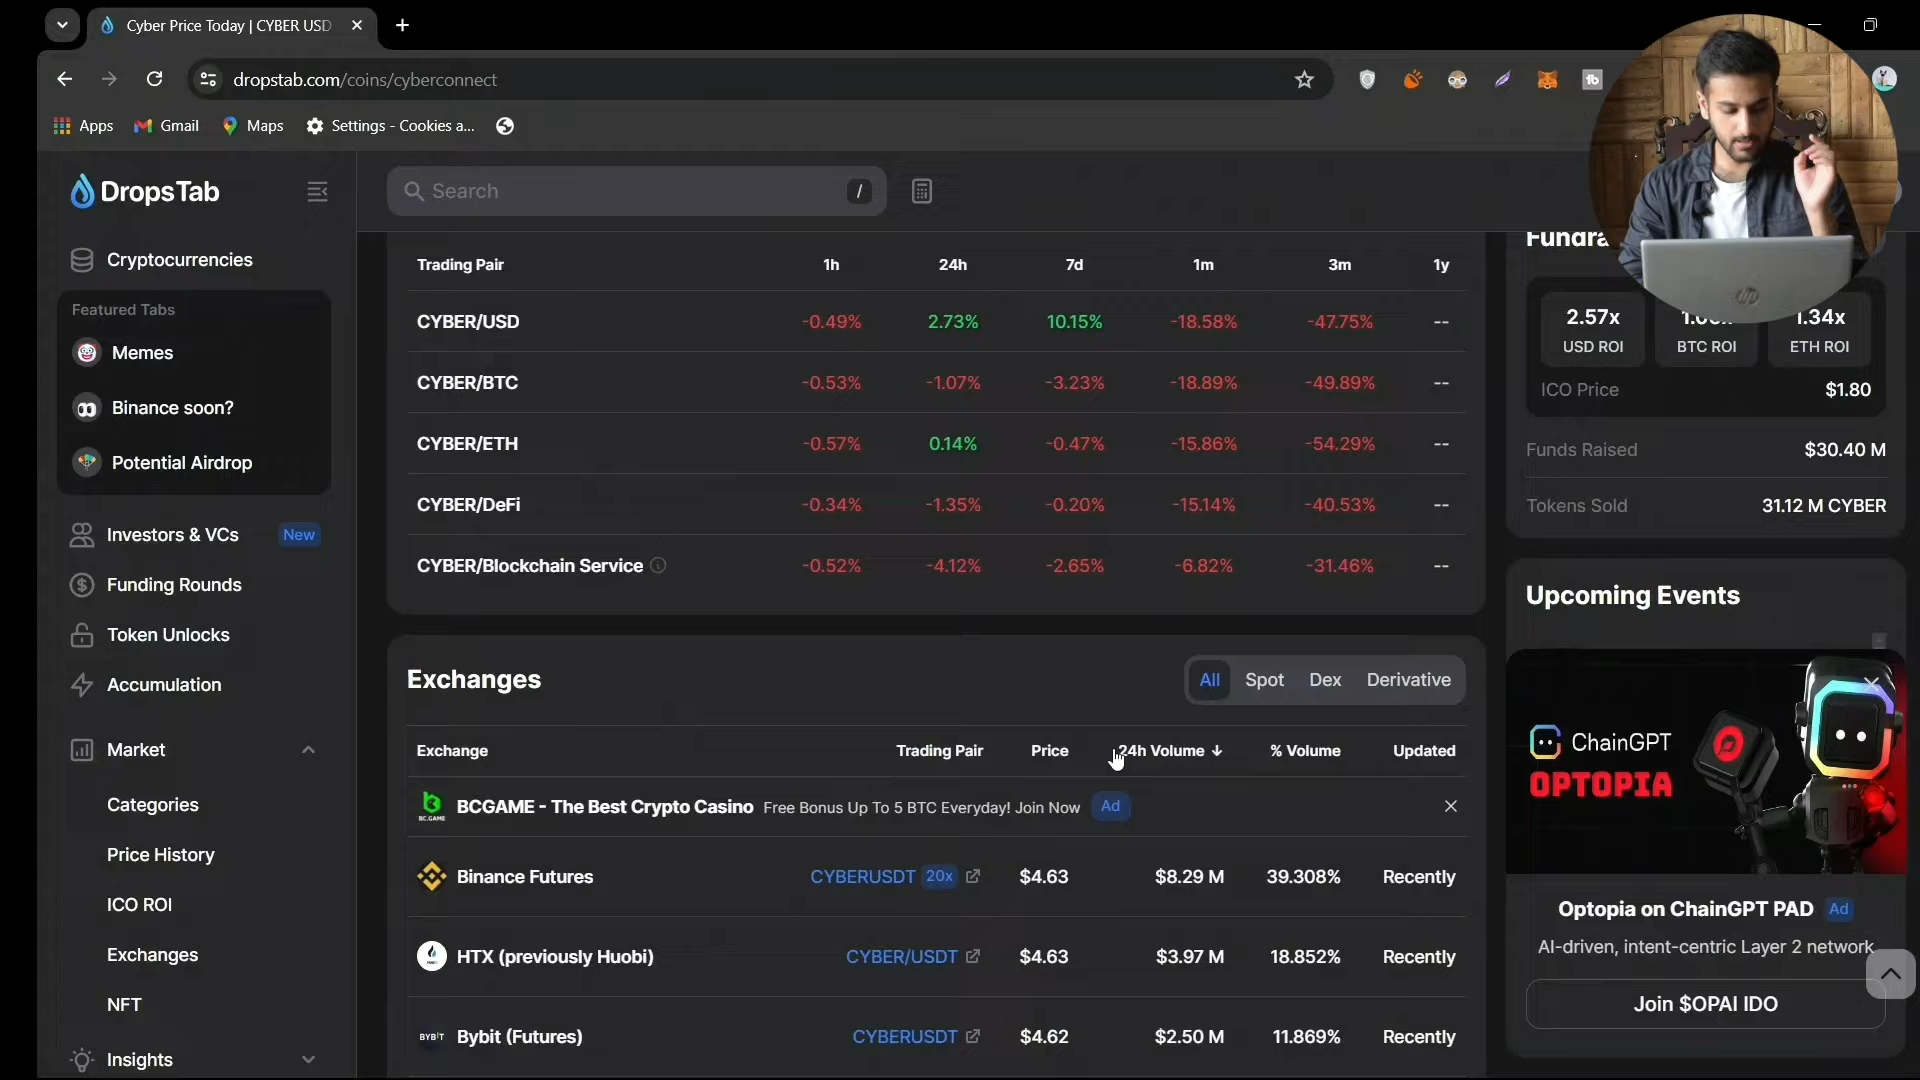 Cyber Price Today | CYBER USD
dropstab.com/coins/cyberconnect
Apps Gmail Maps Settings - Cookies a...
DropsTab
Search /
Cryptocurrencies
Featured Tabs
Memes
Binance soon?
Potential Airdrop
Investors & VCs New
Funding Rounds
Token Unlocks
Accumulation
Market
Categories
Price History
ICO ROI
Exchanges
NFT
Insights
Trading Pair 1h 24h 7d 1m 3m 1y
CYBER/USD -0.49% 2.73% 10.15% -18.58% -47.75% --
CYBER/BTC -0.53% -1.07% -3.23% -18.89% -49.89% --
CYBER/ETH -0.57% 0.14% -0.47% -15.86% -54.29% --
CYBER/DeFi -0.34% -1.35% -0.20% -15.14% -40.53% --
CYBER/Blockchain Service -0.52% -4.12% -2.65% -6.82% -31.46% --
Exchanges
All Spot Dex Derivative
Exchange Trading Pair Price 24h Volume ↓ % Volume Updated
BCGAME - The Best Crypto Casino Free Bonus Up To 5 BTC Everyday! Join Now Ad
Binance Futures CYBERUSDT 20x $4.63 $8.29 M 39.308% Recently
HTX (previously Huobi) CYBER/USDT $4.63 $3.97 M 18.852% Recently
BYBIT Bybit (Futures) CYBERUSDT $4.62 $2.50 M 11.869% Recently
2.57x 1.34x
USD ROI BTC ROI ETH ROI
ICO Price $1.80
Funds Raised $30.40 M
Tokens Sold 31.12 M CYBER
Upcoming Events
ChainGPT
OPTOPIA
Optopia on ChainGPT PAD Ad
AI-driven, intent-centric Layer 2 network
Join $OPAI IDO